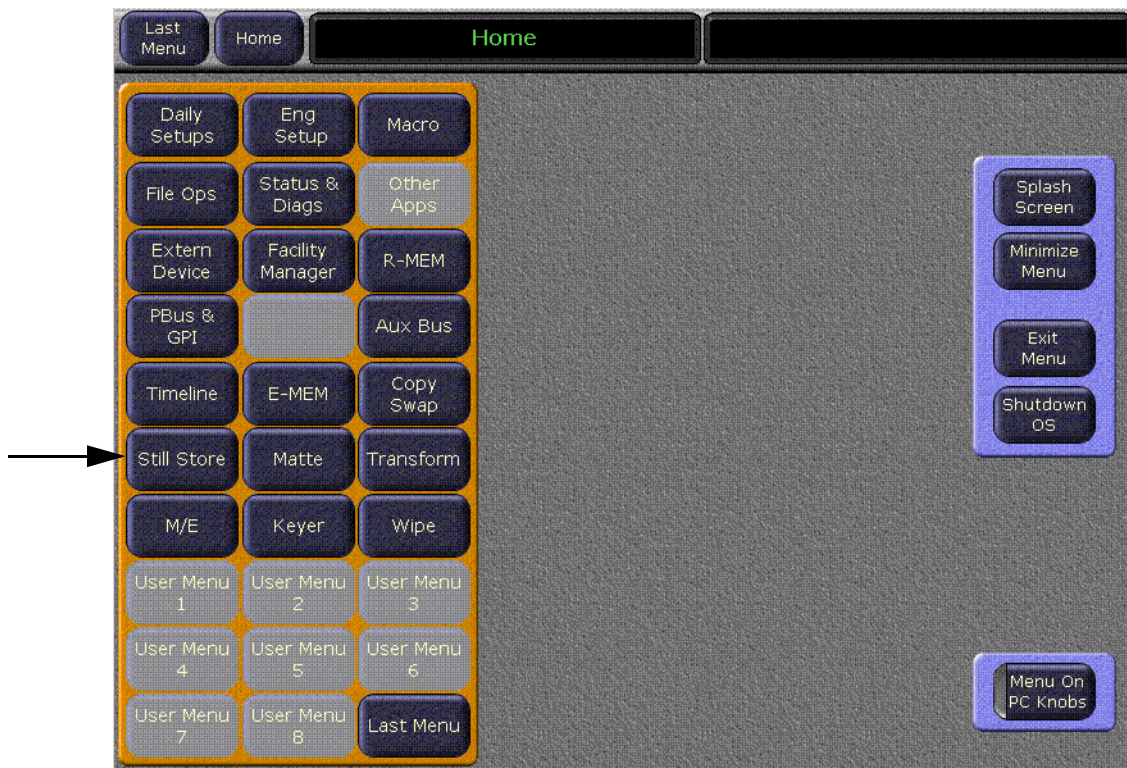 Last
Menu
Home
Home
Daily
Setups
Eng
Setup
Macro
File Ops
Status &
Diags
Other
Apps
Extern
Device
Facility
Manager
R-MEM
PBus &
GPI
Aux Bus
Timeline
E-MEM
Copy
Swap
Still Store
Matte
Transform
M/E
Keyer
Wipe
User Menu
1
User Menu
2
User Menu
3
User Menu
4
User Menu
5
User Menu
6
User Menu
7
User Menu
8
Last Menu
Splash
Screen
Minimize
Menu
Exit
Menu
Shutdown
OS
Menu On
PC Knobs